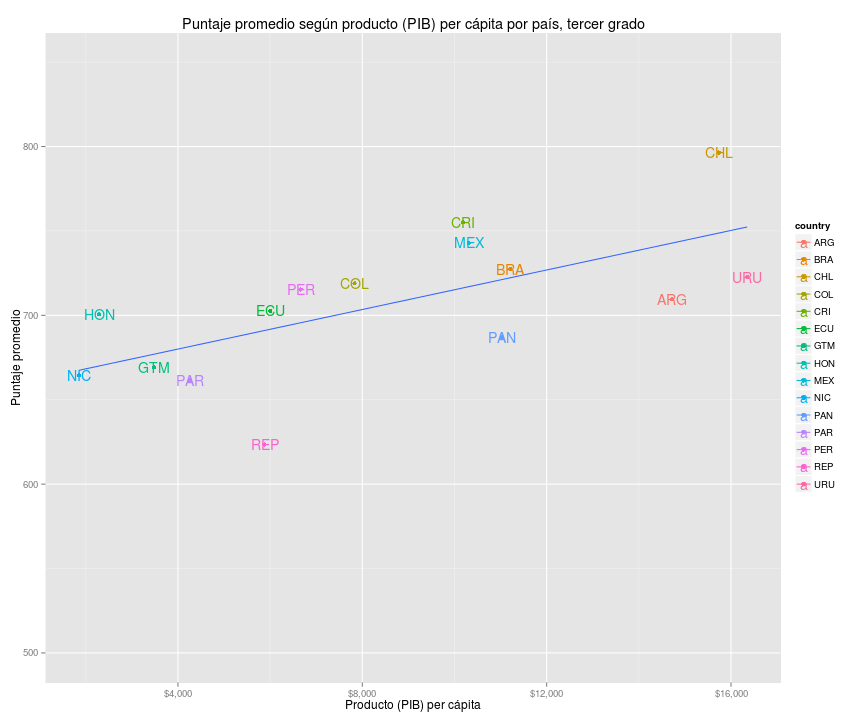 Puntaje promedio según producto (PIB) per cápita por país, tercer grado
Puntaje promedio
800
700
600
500
CHL
CRI
MEX
BRA
URU
COL
PER
ARG
ECU
HON
PAN
GTM
NIC
PAR
REP
$4,000
$8,000
$12,000
$16,000
Producto (PIB) per cápita
country
a ARG
a BRA
a CHL
a COL
a CRI
a ECU
a GTM
a HON
a MEX
a NIC
a PAN
a PAR
a PER
a REP
a URU